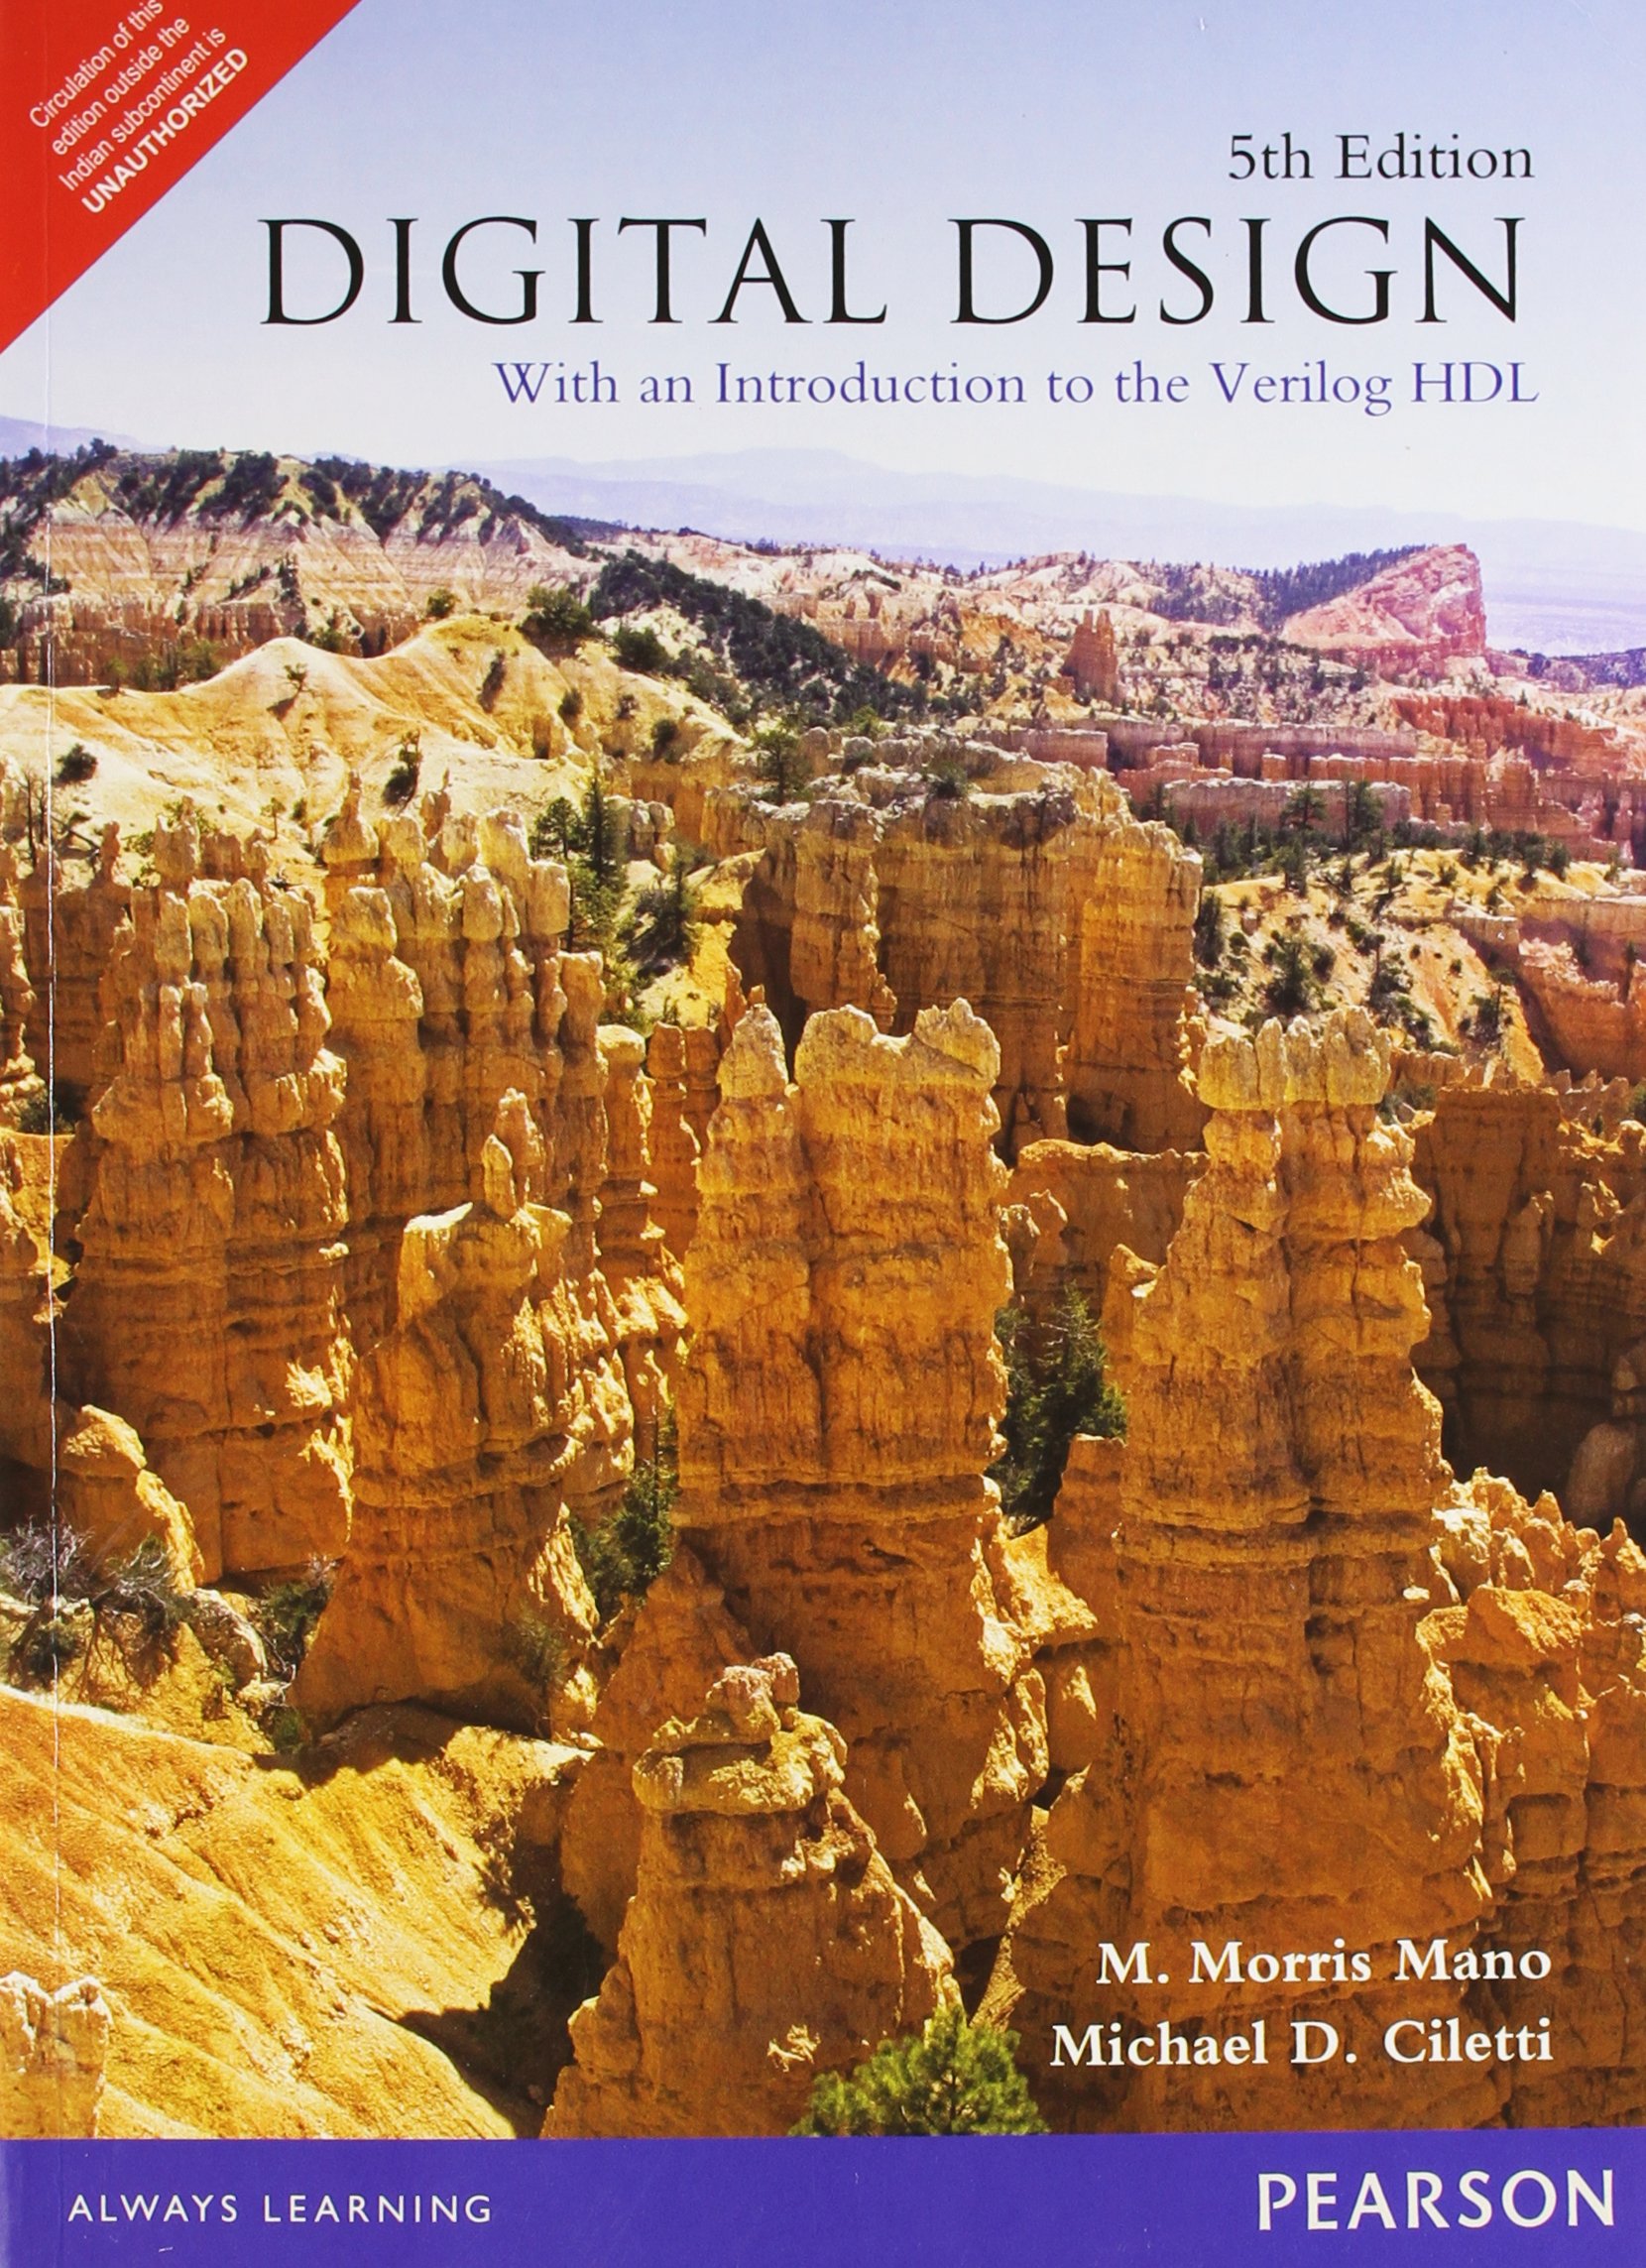 Circulation of this
edition outside the
Indian subcontinent is
UNAUTHORIZED
5th Edition
DIGITAL DESIGN
With an Introduction to the Verilog HDL
M. Morris Mano
Michael D. Ciletti
ALWAYS LEARNING
PEARSON